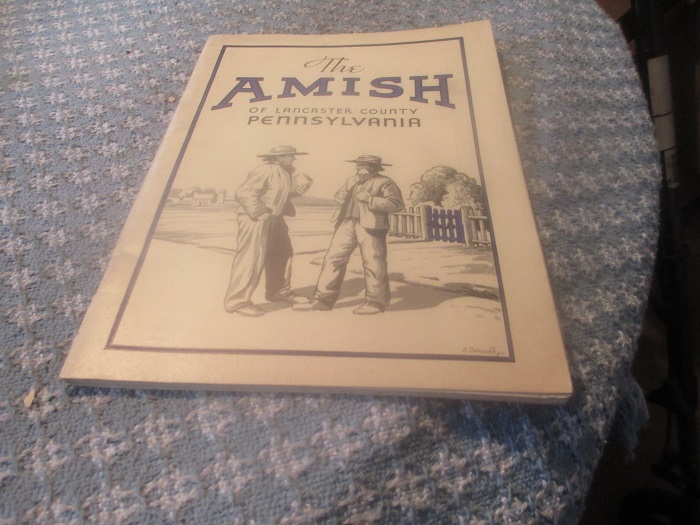 The
AMISH
OF LANCASTER COUNTY
PENNSYLVANIA